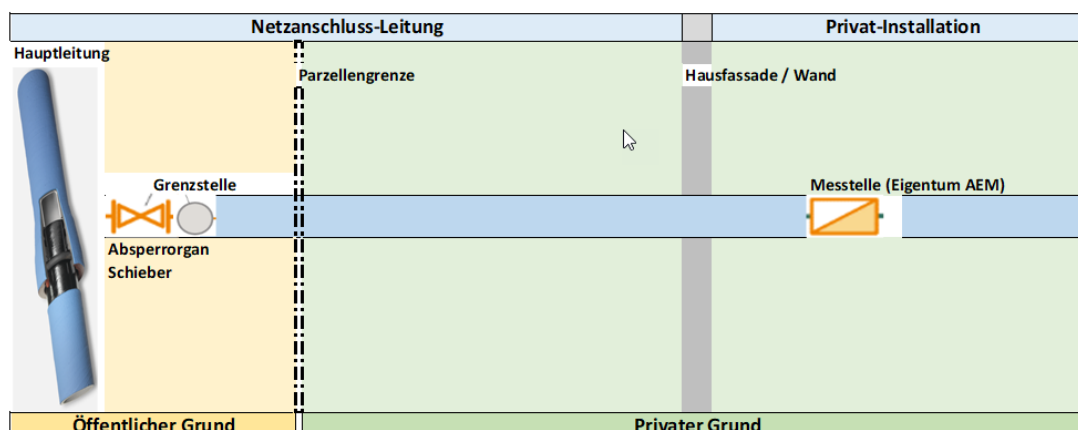 Netzanschluss-Leitung
Privat-Installation
Hauptleitung
Parzellengrenze
Hausfassade / Wand
Grenzstelle
Messtelle (Eigentum AEM)
Absperrorgan
Schieber
Öffentlicher Grund
Privater Grund